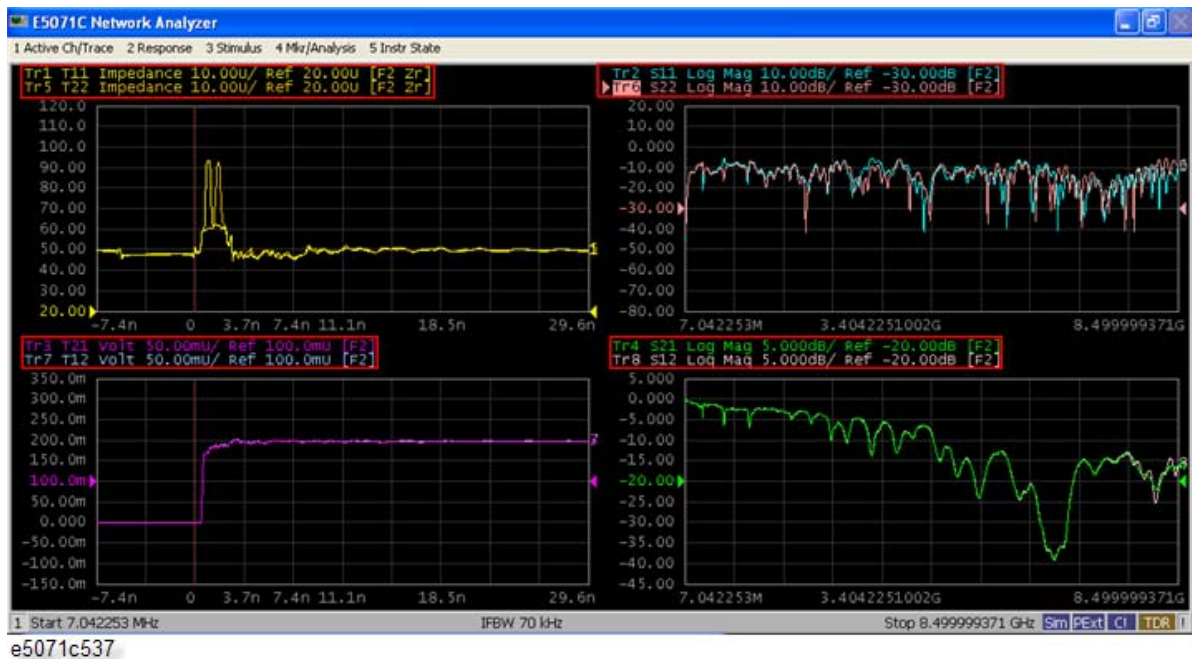 E5071C Network Analyzer
1 Active Ch/Trace 2 Response 3 Stimulus 4 Mkr/Analysis 5 Instr State
Tr1 T11 Impedance 10.00U/ Ref 20.00U [F2 Zr]
Tr5 T22 Impedance 10.00U/ Ref 20.00U [F2 Zr]
120.0
110.0
100.0
90.00
80.00
70.00
60.00
50.00
40.00
30.00
20.00
-7.4n 0 3.7n 7.4n 11.1n 18.5n 29.6n
1
Tr2 S11 Log Mag 10.00dB/ Ref -30.00dB [F2]
Tr6 S22 Log Mag 10.00dB/ Ref -30.00dB [F2]
20.00
10.00
0.000
-10.00
-20.00
-30.00
-40.00
-50.00
-60.00
-70.00
-80.00
7.042253M 3.4042251002G 8.499999371G
Tr3 T21 Volt 50.00mU/ Ref 100.0mU [F2]
Tr7 T12 Volt 50.00mU/ Ref 100.0mU [F2]
350.0m
300.0m
250.0m
200.0m
150.0m
100.0m
50.00m
0.000
-50.00m
-100.0m
-150.0m
-7.4n 0 3.7n 7.4n 11.1n 18.5n 29.6n
Tr4 S21 Log Mag 5.000dB/ Ref -20.00dB [F2]
Tr8 S12 Log Mag 5.000dB/ Ref -20.00dB [F2]
5.000
0.000
-5.000
-10.00
-15.00
-20.00
-25.00
-30.00
-35.00
-40.00
-45.00
7.042253M 3.4042251002G 8.499999371G
1 Start 7.042253 MHz IFBW 70 kHz Stop 8.499999371 GHz Sim PExt C! TDR !
e5071c537